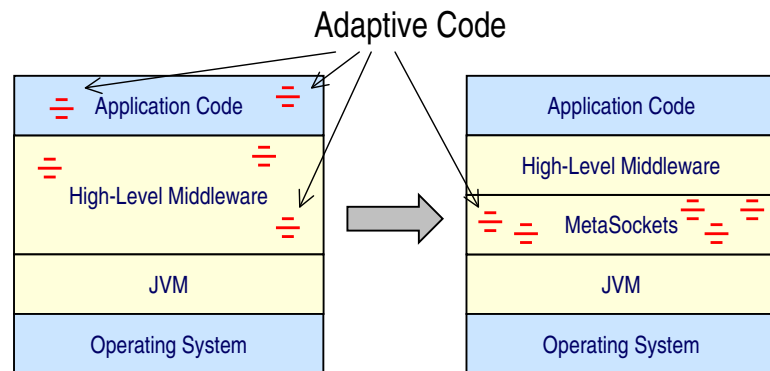 Adaptive Code
Application Code
High-Level Middleware
JVM
Operating System
Application Code
High-Level Middleware
MetaSockets
JVM
Operating System